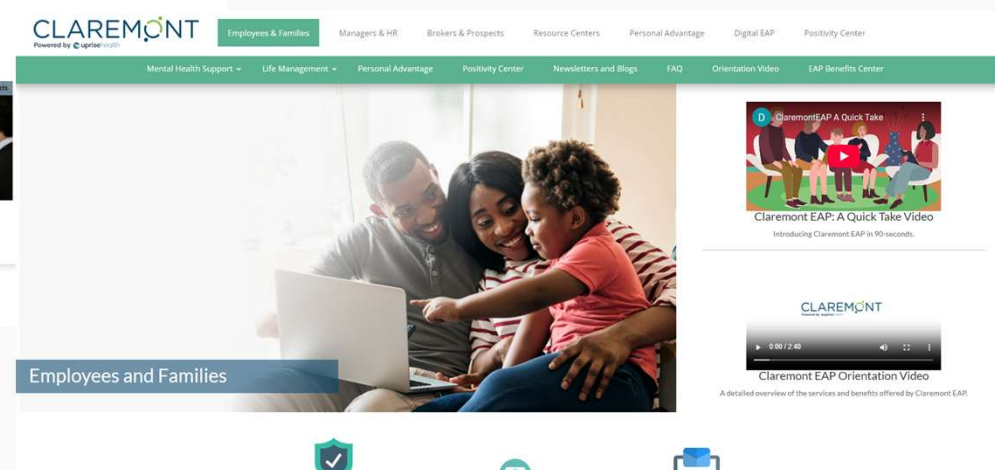 CLAREMONT
Powered by uprisehealth
Employees & Families
Managers & HR
Brokers & Prospects
Resource Centers
Personal Advantage
Digital EAP
Positivity Center
Mental Health Support
Life Management
Personal Advantage
Positivity Center
Newsletters and Blogs
FAQ
Orientation Video
EAP Benefits Center
D
ClaremontEAP A Quick Take
Claremont EAP: A Quick Take Video
Introducing Claremont EAP in 90-seconds.
CLAREMONT
0:00 / 2:40
Claremont EAP Orientation Video
A detailed overview of the services and benefits offered by Claremont EAP.
Employees and Families